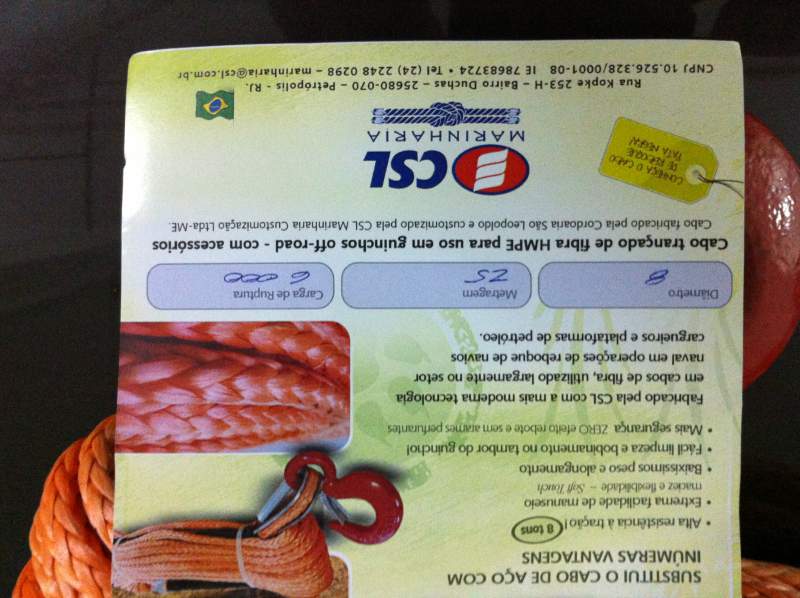 SUBSTITUI O CABO DE AÇO COM
INÚMERAS VANTAGENS
• Alta resistência à tração! 8 tons
• Extrema facilidade de manuseio
maciez e flexibilidade – Soft Touch
• Baixíssimos peso e alongamento
• Fácil limpeza e bobinamento no tambor do guincho!
• Mais segurança ZERO efeito rebote e sem arames perfurantes
Fabricado pela CSL com a mais moderna tecnologia
em cabos de fibra, utilizado largamente no setor
naval em operações de reboque de navios
cargueiros e plataformas de petróleo.
Diâmetro 8
Metragem 25
Carga de Ruptura 6 000
Cabo trançado de fibra HMPE para uso em guinchos off-road - com acessórios
Cabo fabricado pela Cordoaria São Leopoldo e customizado pela CSL Marinharia Customização Ltda-ME.
CONHEÇA O CABO
DE REBOQUE
PATA NEGRA!
CSL
MARINHARIA
Rua Kopke 253-H – Bairro Duchas – Petrópolis - RJ. 25680-070
CNPJ 10.526.328/0001-08 IE 78683724 • Tel (24) 2248 0298 – marinharia@csl.com.br